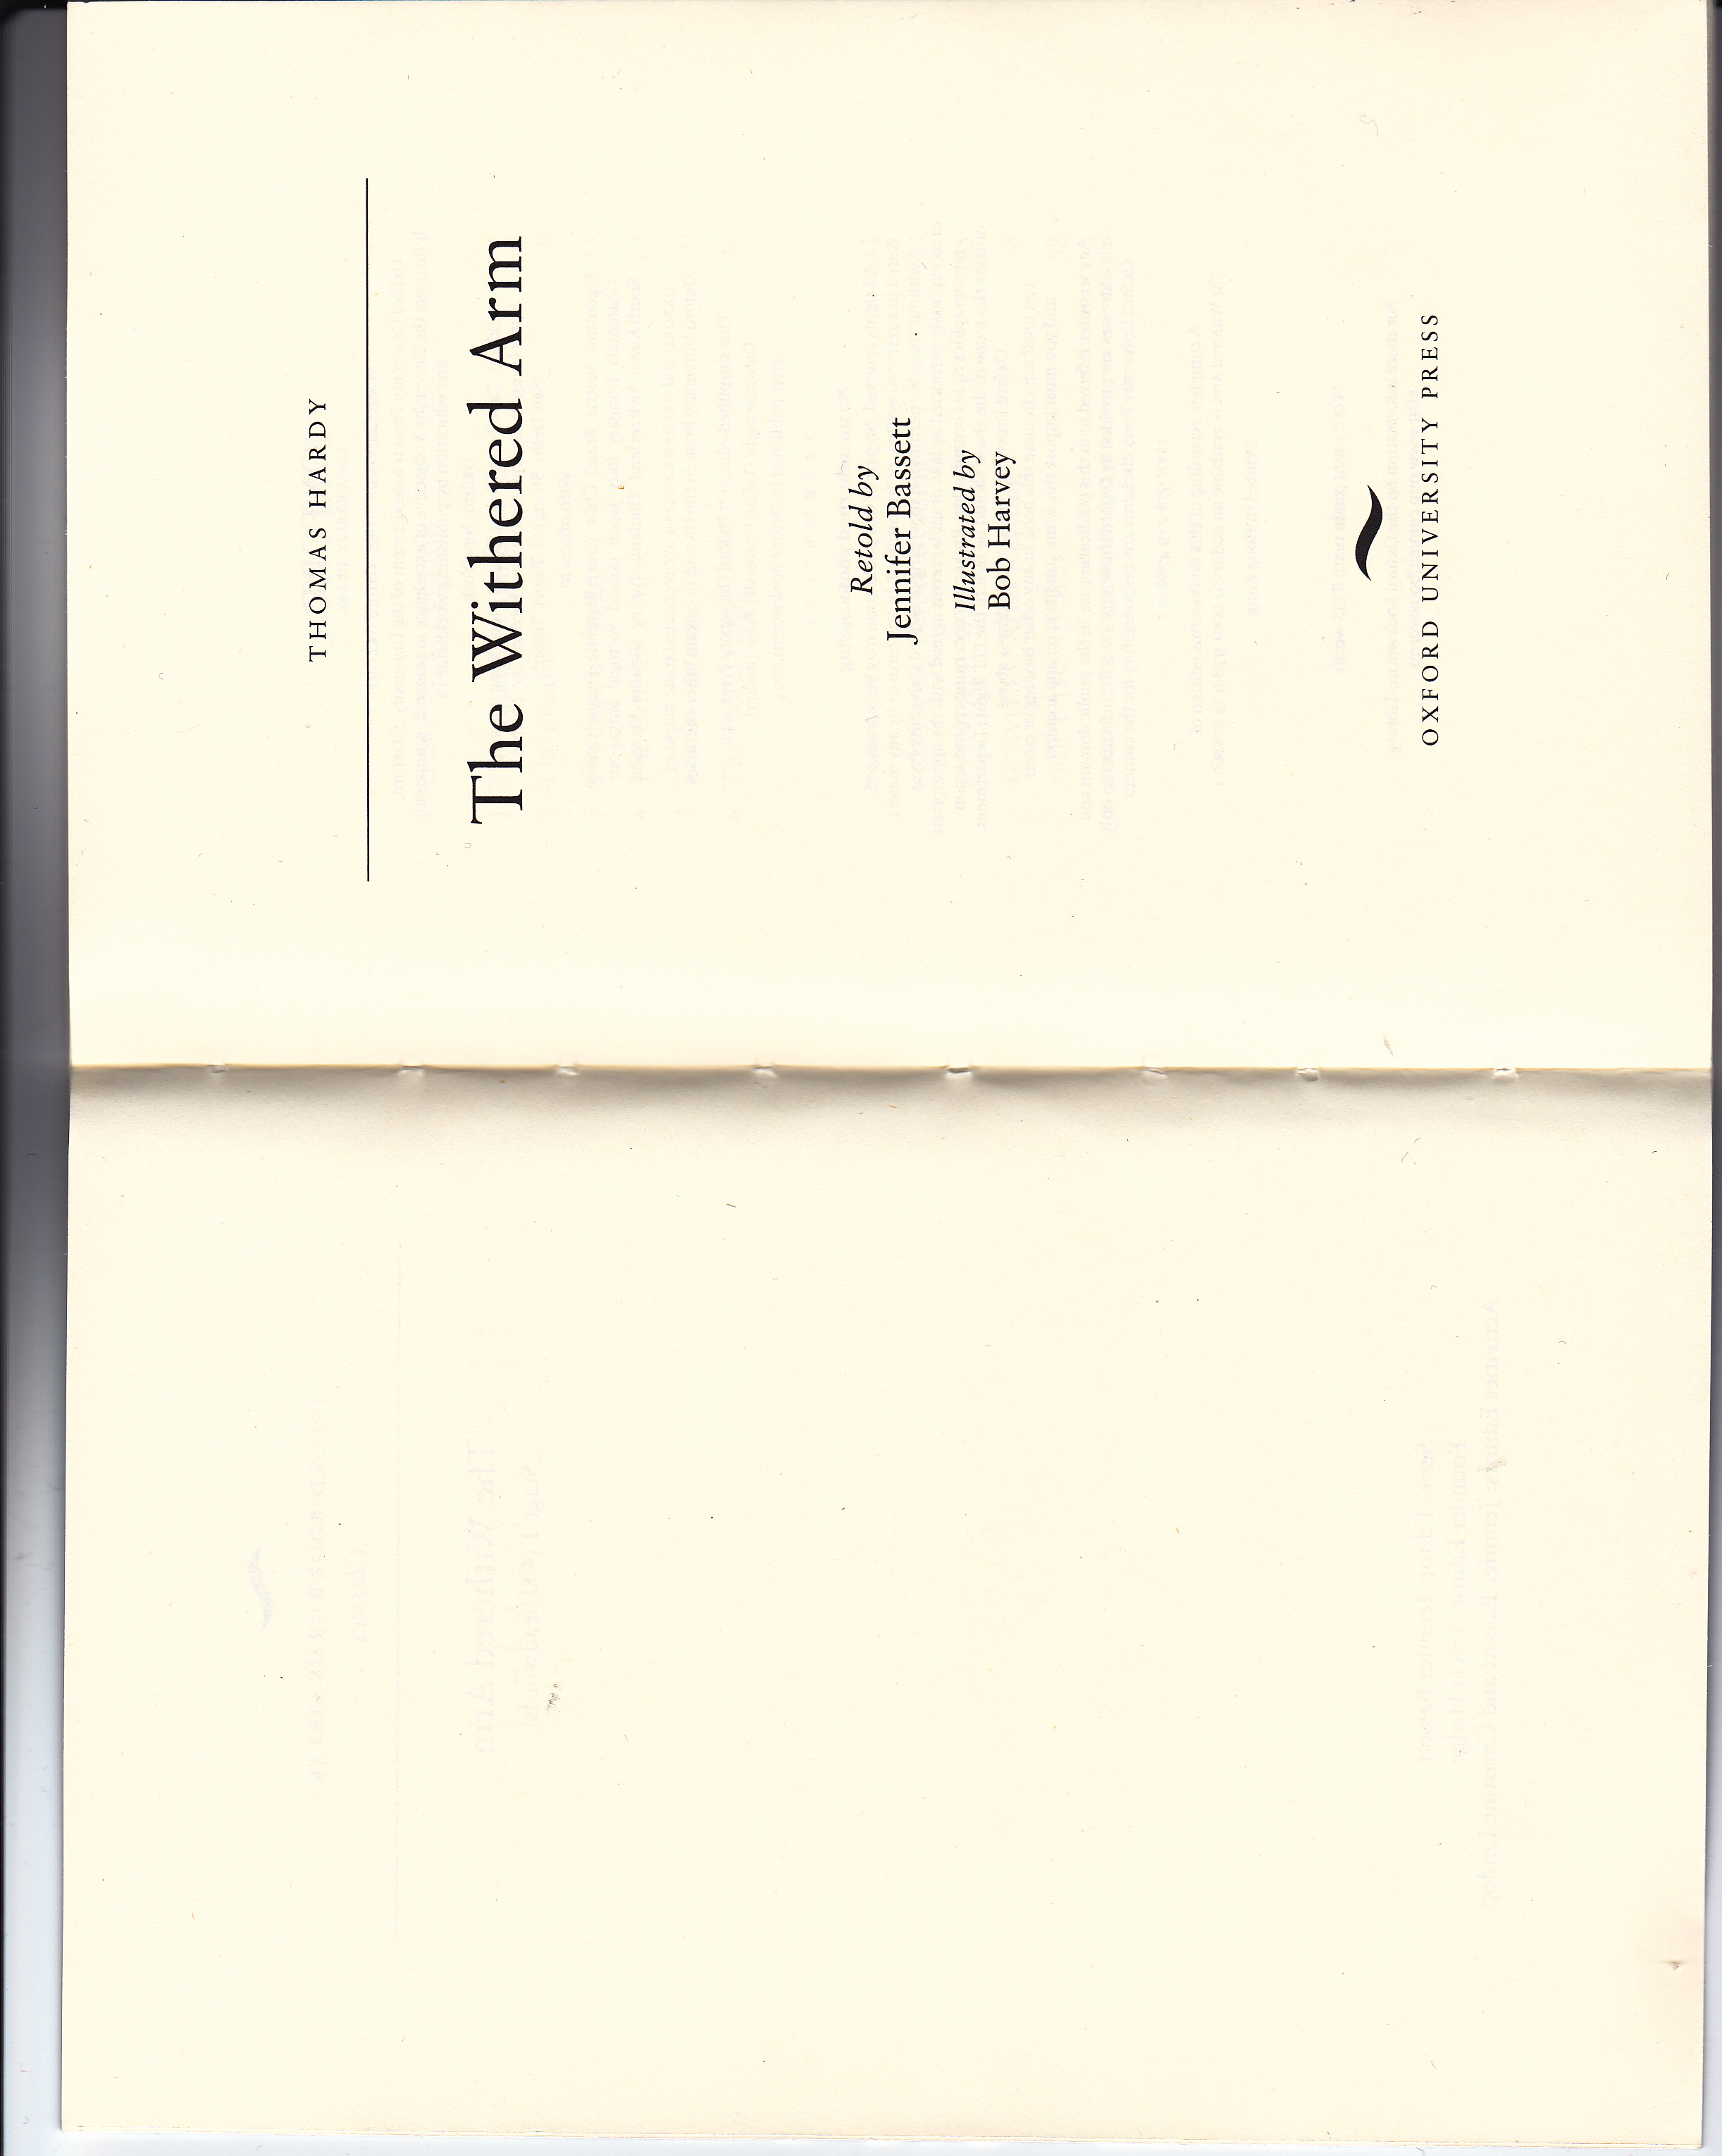 THOMAS HARDY
The Withered Arm
Retold by
Jennifer Bassett
Illustrated by
Bob Harvey
OXFORD UNIVERSITY PRESS